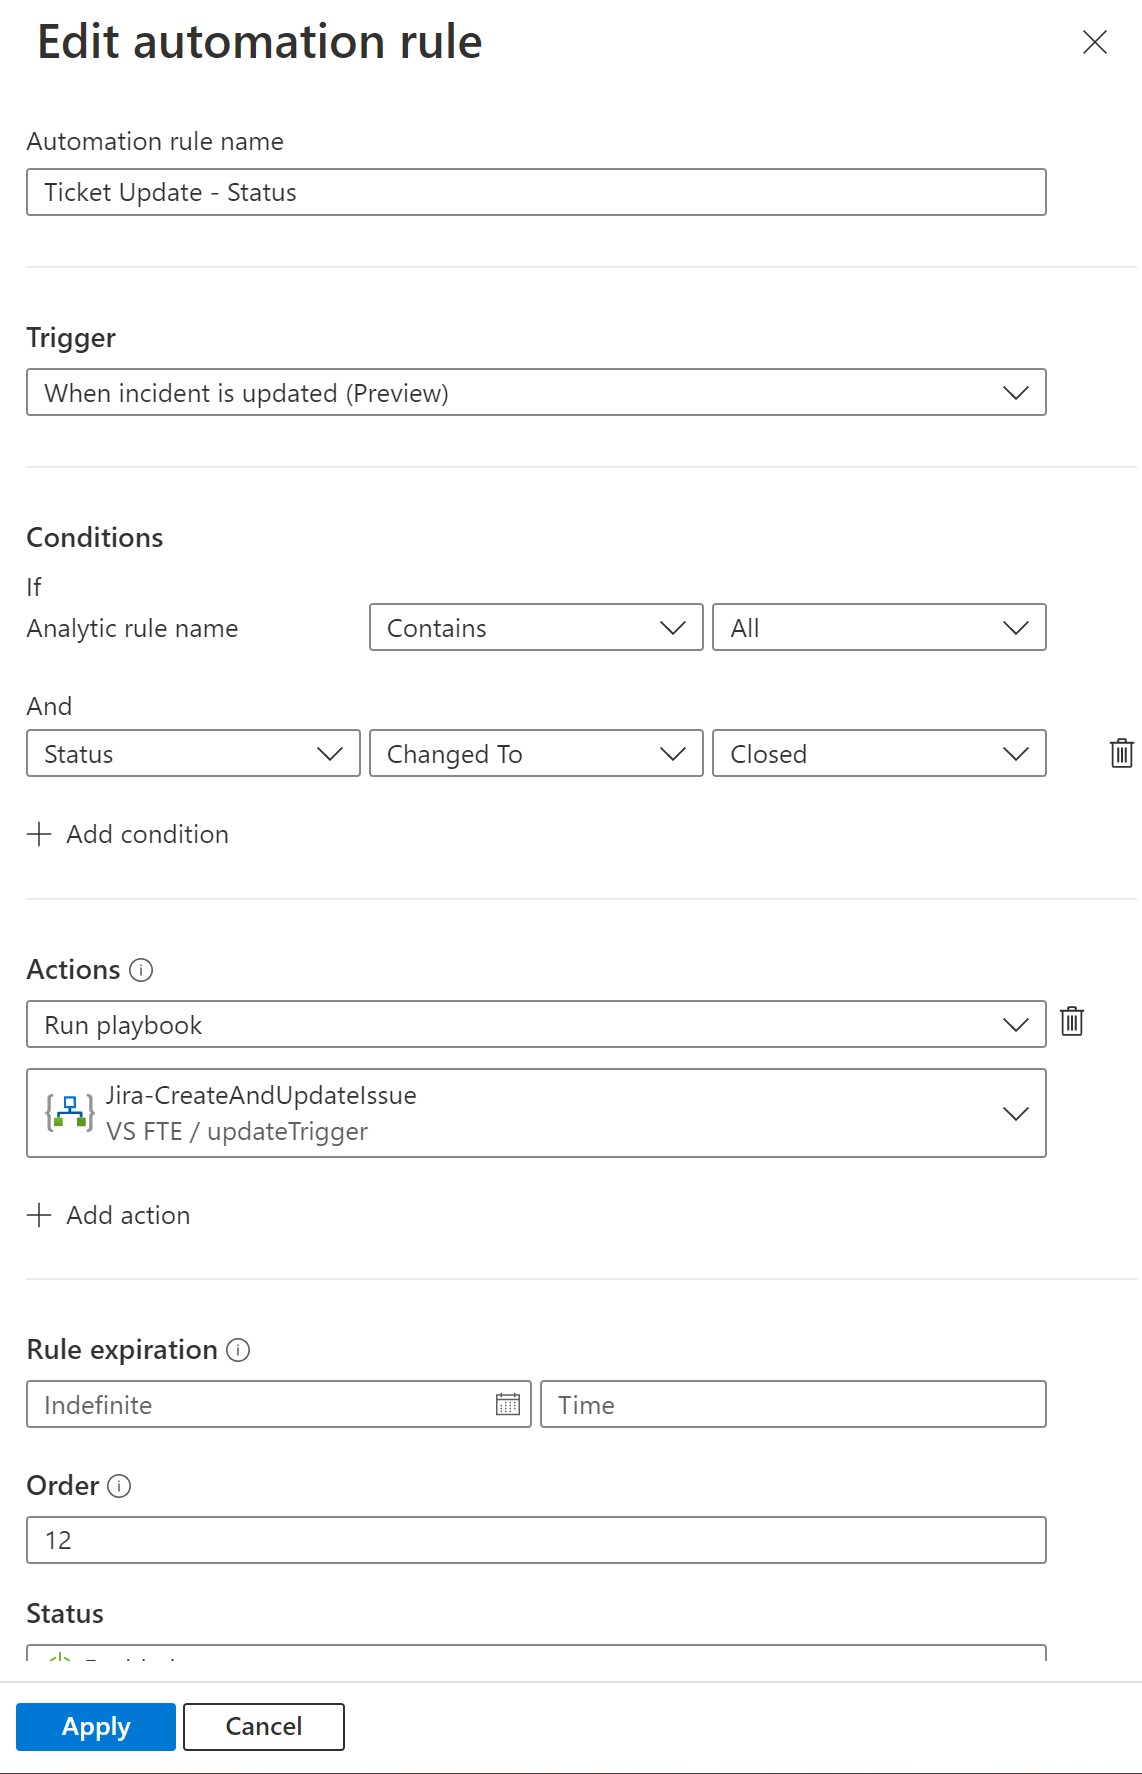 Edit automation rule
Automation rule name
Ticket Update - Status
Trigger
When incident is updated (Preview)
Conditions
If
Analytic rule name Contains All
And
Status Changed To Closed
Add condition
Actions
Run playbook
Jira-CreateAndUpdateIssue
VS FTE / updateTrigger
Add action
Rule expiration
Indefinite Time
Order
12
Status
Apply Cancel